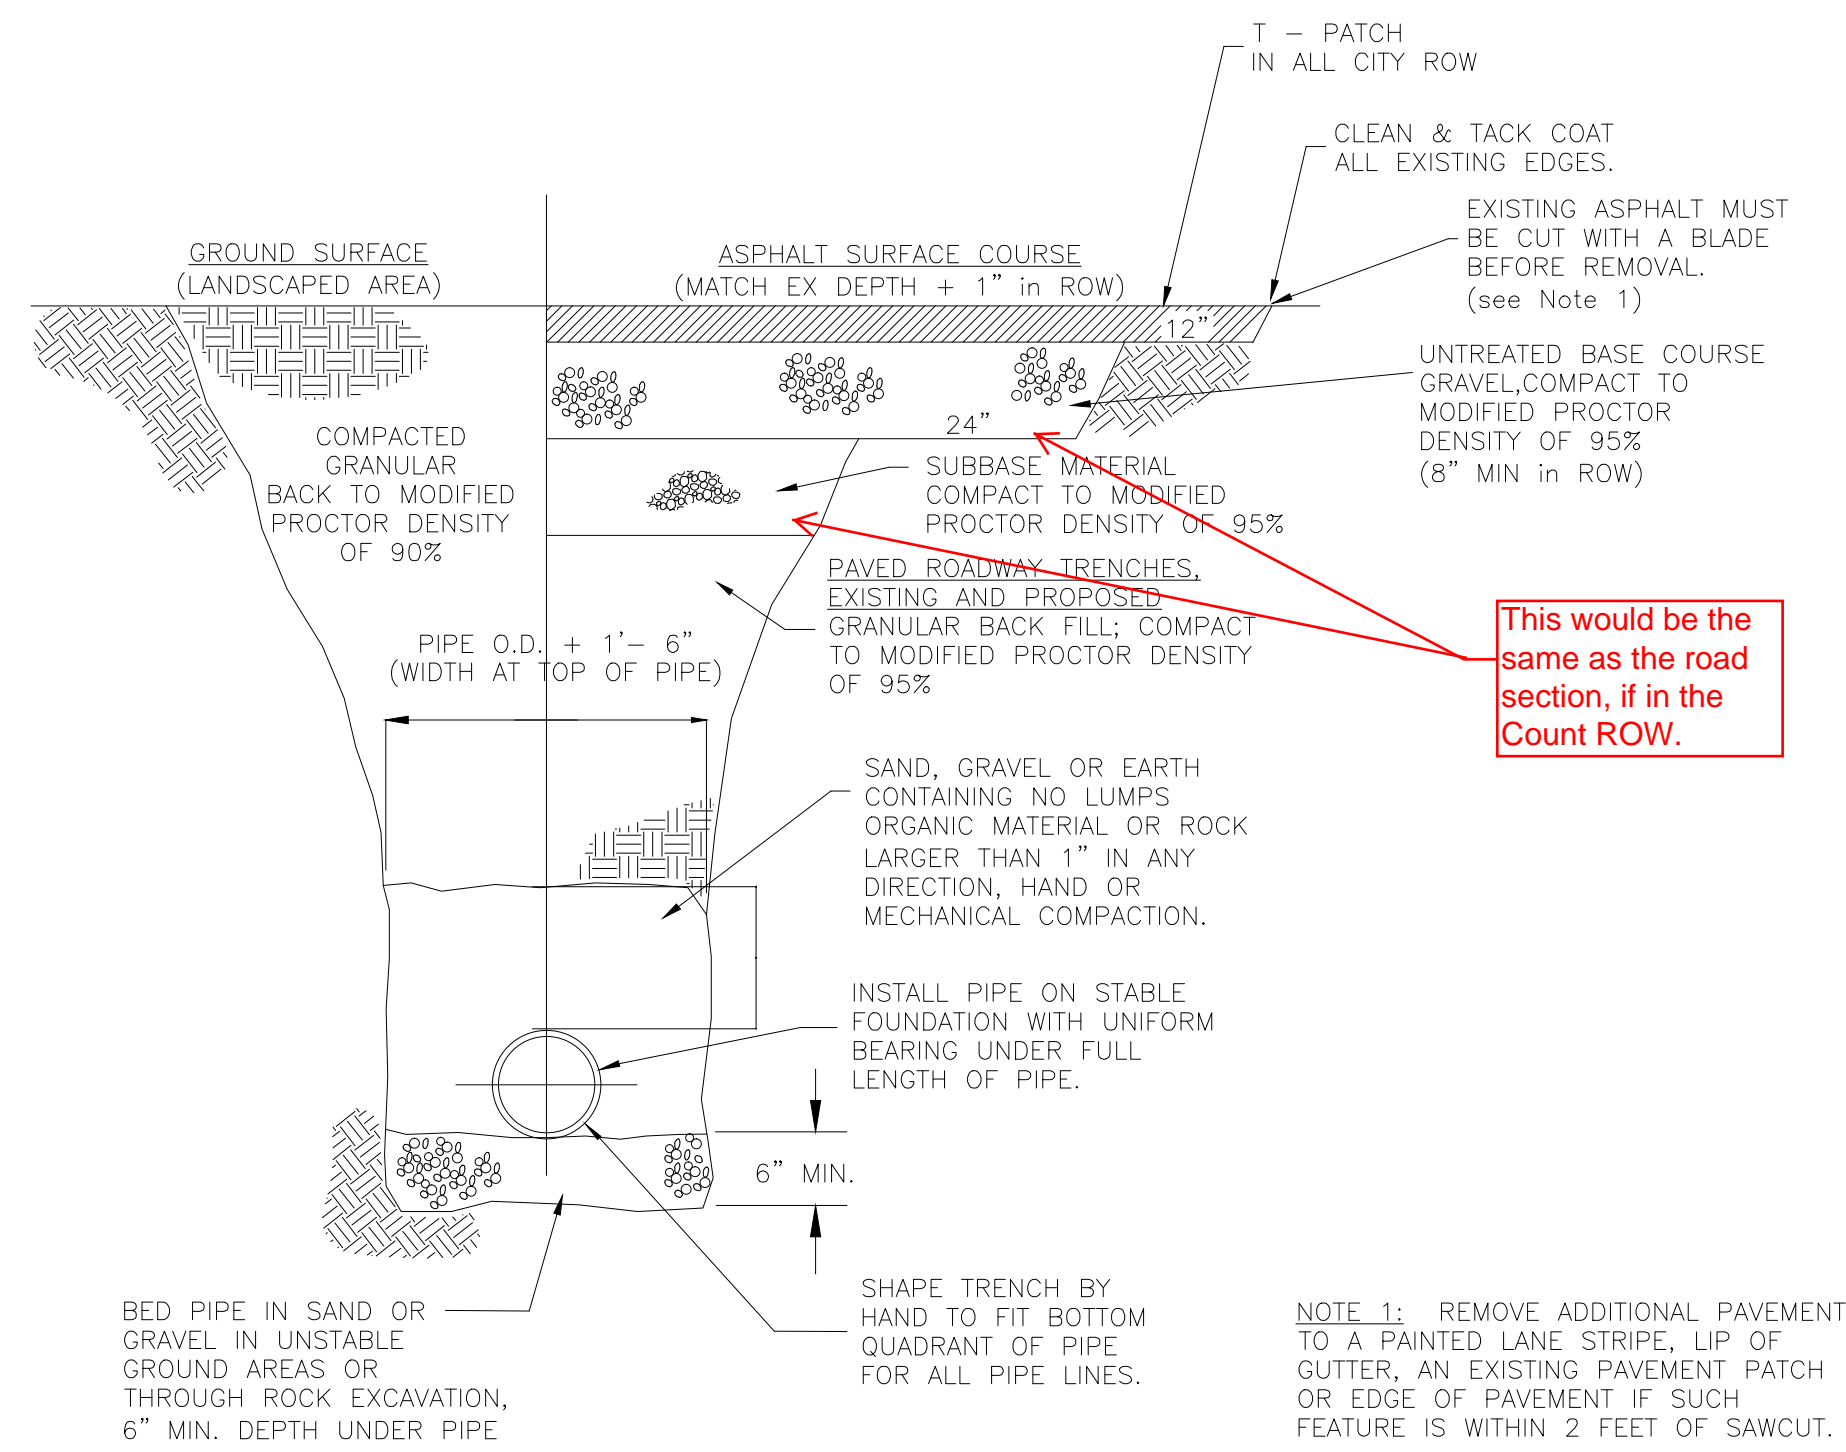 T – PATCH
IN ALL CITY ROW
CLEAN & TACK COAT
ALL EXISTING EDGES.
EXISTING ASPHALT MUST
BE CUT WITH A BLADE
BEFORE REMOVAL.
(see Note 1)
GROUND SURFACE
(LANDSCAPED AREA)
ASPHALT SURFACE COURSE
(MATCH EX DEPTH + 1" in ROW)
12"
UNTREATED BASE COURSE
GRAVEL,COMPACT TO
MODIFIED PROCTOR
DENSITY OF 95%
(8" MIN in ROW)
24"
COMPACTED
GRANULAR
BACK TO MODIFIED
PROCTOR DENSITY
OF 90%
SUBBASE MATERIAL
COMPACT TO MODIFIED
PROCTOR DENSITY OF 95%
PAVED ROADWAY TRENCHES,
EXISTING AND PROPOSED
GRANULAR BACK FILL; COMPACT
TO MODIFIED PROCTOR DENSITY
OF 95%
This would be the
same as the road
section, if in the
Count ROW.
PIPE O.D. + 1'– 6"
(WIDTH AT TOP OF PIPE)
SAND, GRAVEL OR EARTH
CONTAINING NO LUMPS
ORGANIC MATERIAL OR ROCK
LARGER THAN 1" IN ANY
DIRECTION, HAND OR
MECHANICAL COMPACTION.
INSTALL PIPE ON STABLE
FOUNDATION WITH UNIFORM
BEARING UNDER FULL
LENGTH OF PIPE.
6" MIN.
SHAPE TRENCH BY
HAND TO FIT BOTTOM
QUADRANT OF PIPE
FOR ALL PIPE LINES.
BED PIPE IN SAND OR
GRAVEL IN UNSTABLE
GROUND AREAS OR
THROUGH ROCK EXCAVATION,
6" MIN. DEPTH UNDER PIPE
NOTE 1: REMOVE ADDITIONAL PAVEMENT
TO A PAINTED LANE STRIPE, LIP OF
GUTTER, AN EXISTING PAVEMENT PATCH
OR EDGE OF PAVEMENT IF SUCH
FEATURE IS WITHIN 2 FEET OF SAWCUT.